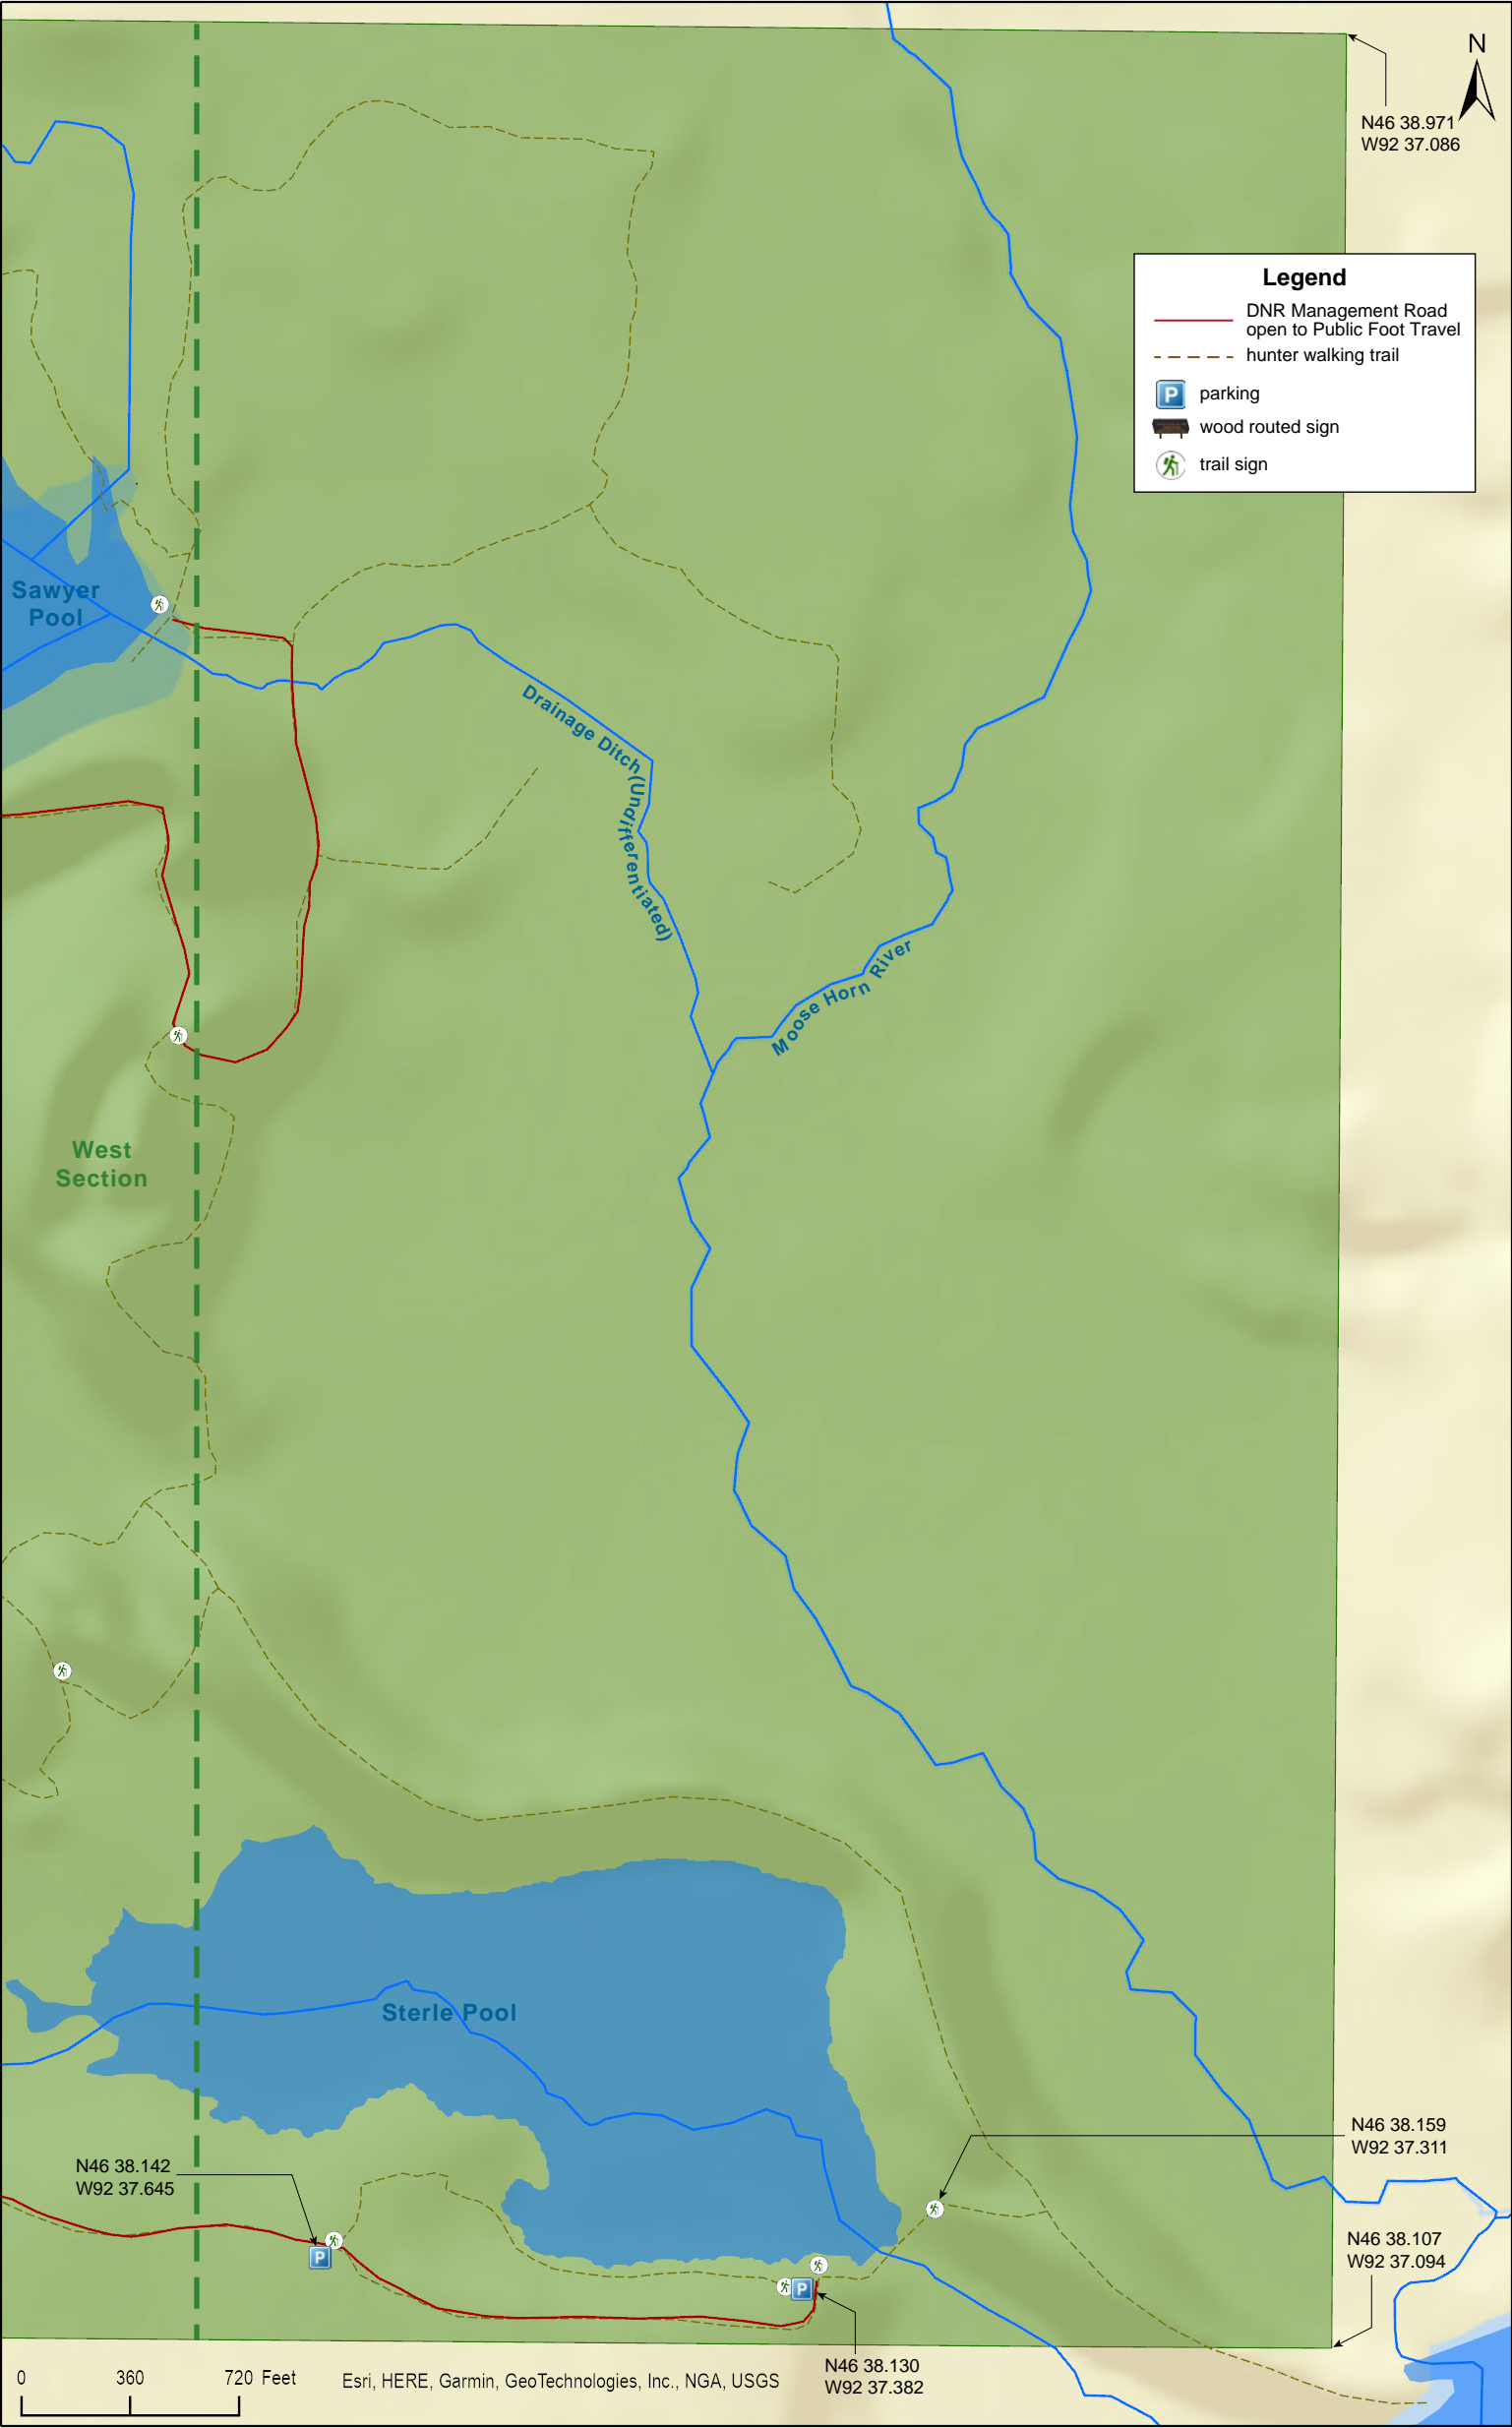 N
N46 38.971
W92 37.086
Legend
DNR Management Road
open to Public Foot Travel
hunter walking trail
P
parking
wood routed sign
trail sign
Sawyer
Pool
Drainage Ditch (Undifferentiated)
Moose Horn River
West
Section
Sterle Pool
N46 38.159
W92 37.311
N46 38.142
W92 37.645
P
N46 38.107
W92 37.094
P
N46 38.130
W92 37.382
0 360 720 Feet
Esri, HERE, Garmin, GeoTechnologies, Inc., NGA, USGS